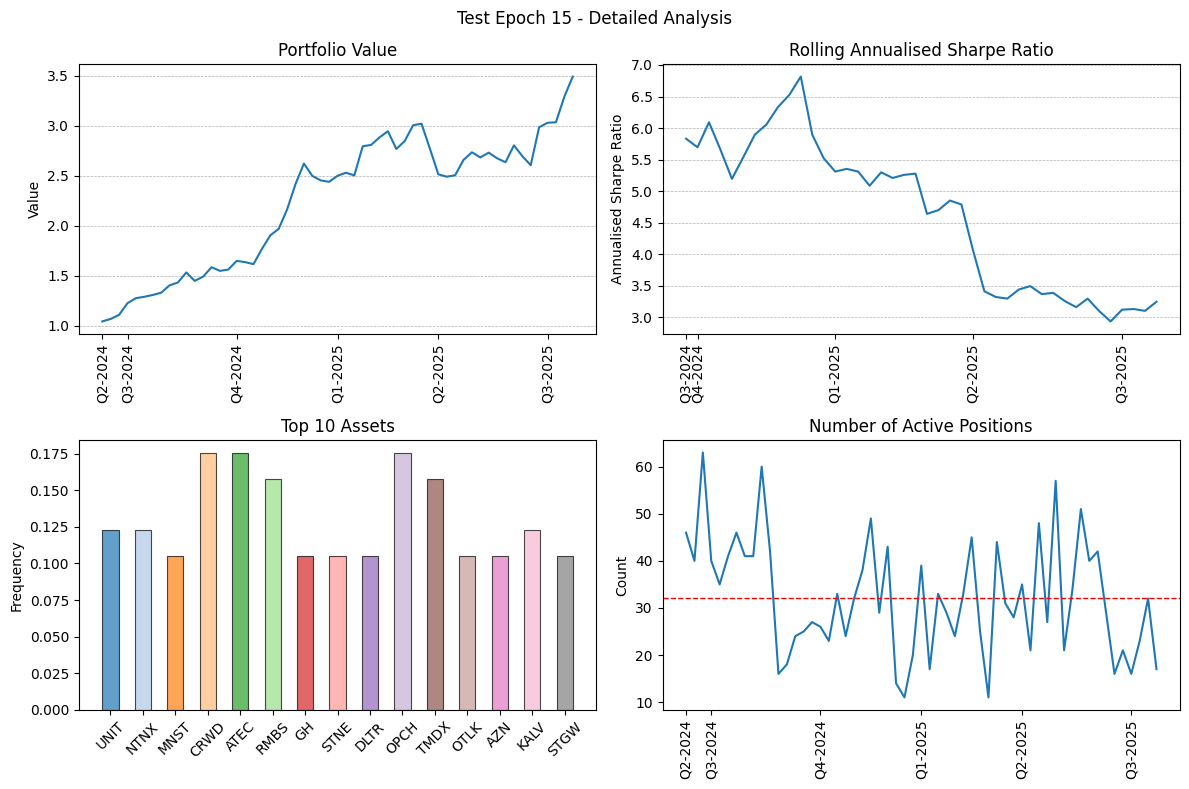 Test Epoch 15 - Detailed Analysis
Portfolio Value
Value
3.5
3.0
2.5
2.0
1.5
1.0
Q2-2024
Q3-2024
Q4-2024
Q1-2025
Q2-2025
Q3-2025
Rolling Annualised Sharpe Ratio
Annualised Sharpe Ratio
7.0
6.5
6.0
5.5
5.0
4.5
4.0
3.5
3.0
Q3-2024
Q4-2024
Q1-2025
Q2-2025
Q3-2025
Top 10 Assets
Frequency
0.175
0.150
0.125
0.100
0.075
0.050
0.025
0.000
UNIT
NTNX
MNST
CRWD
ATEC
RMBS
GH
STNE
DLTR
OPCH
TMDX
OTLK
AZN
KALV
STGW
Number of Active Positions
Count
60
50
40
30
20
10
Q2-2024
Q3-2024
Q4-2024
Q1-2025
Q2-2025
Q3-2025